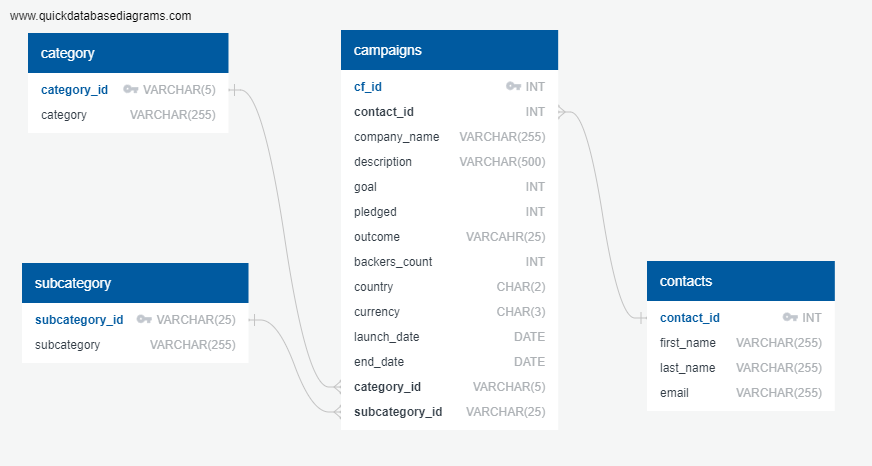 www.quickdatabasediagrams.com
category
category_id VARCHAR(5)
category VARCHAR(255)
subcategory
subcategory_id VARCHAR(25)
subcategory VARCHAR(255)
campaigns
cf_id INT
contact_id INT
company_name VARCHAR(255)
description VARCHAR(500)
goal INT
pledged INT
outcome VARCAHR(25)
backers_count INT
country CHAR(2)
currency CHAR(3)
launch_date DATE
end_date DATE
category_id VARCHAR(5)
subcategory_id VARCHAR(25)
contacts
contact_id INT
first_name VARCHAR(255)
last_name VARCHAR(255)
email VARCHAR(255)